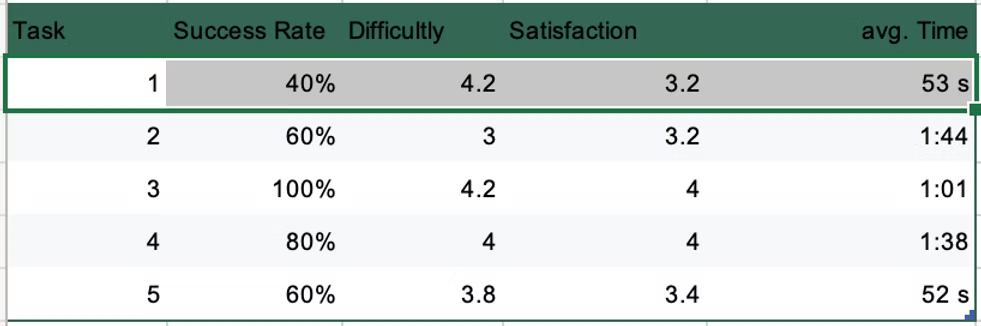 Task Success Rate Difficultly Satisfaction avg. Time
1 40% 4.2 3.2 53 s
2 60% 3 3.2 1:44
3 100% 4.2 4 1:01
4 80% 4 4 1:38
5 60% 3.8 3.4 52 s